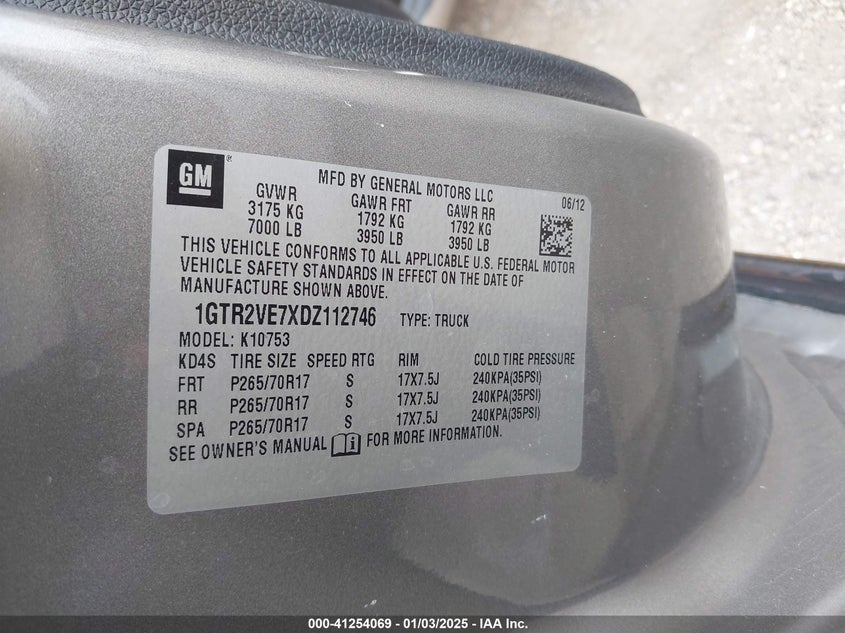 GM
MFD BY GENERAL MOTORS LLC
06/12
GVWR GAWR FRT GAWR RR
3175 KG 1792 KG 1792 KG
7000 LB 3950 LB 3950 LB
THIS VEHICLE CONFORMS TO ALL APPLICABLE U.S. FEDERAL MOTOR
VEHICLE SAFETY STANDARDS IN EFFECT ON THE DATE OF
MANUFACTURE SHOWN ABOVE.
1GTR2VE7XDZ112746 TYPE: TRUCK
MODEL: K10753
KD4S TIRE SIZE SPEED RTG RIM COLD TIRE PRESSURE
FRT P265/70R17 S 17X7.5J 240KPA(35PSI)
RR P265/70R17 S 17X7.5J 240KPA(35PSI)
SPA P265/70R17 S 17X7.5J 240KPA(35PSI)
SEE OWNER'S MANUAL FOR MORE INFORMATION.
000-41254069 - 01/03/2025 - IAA Inc.